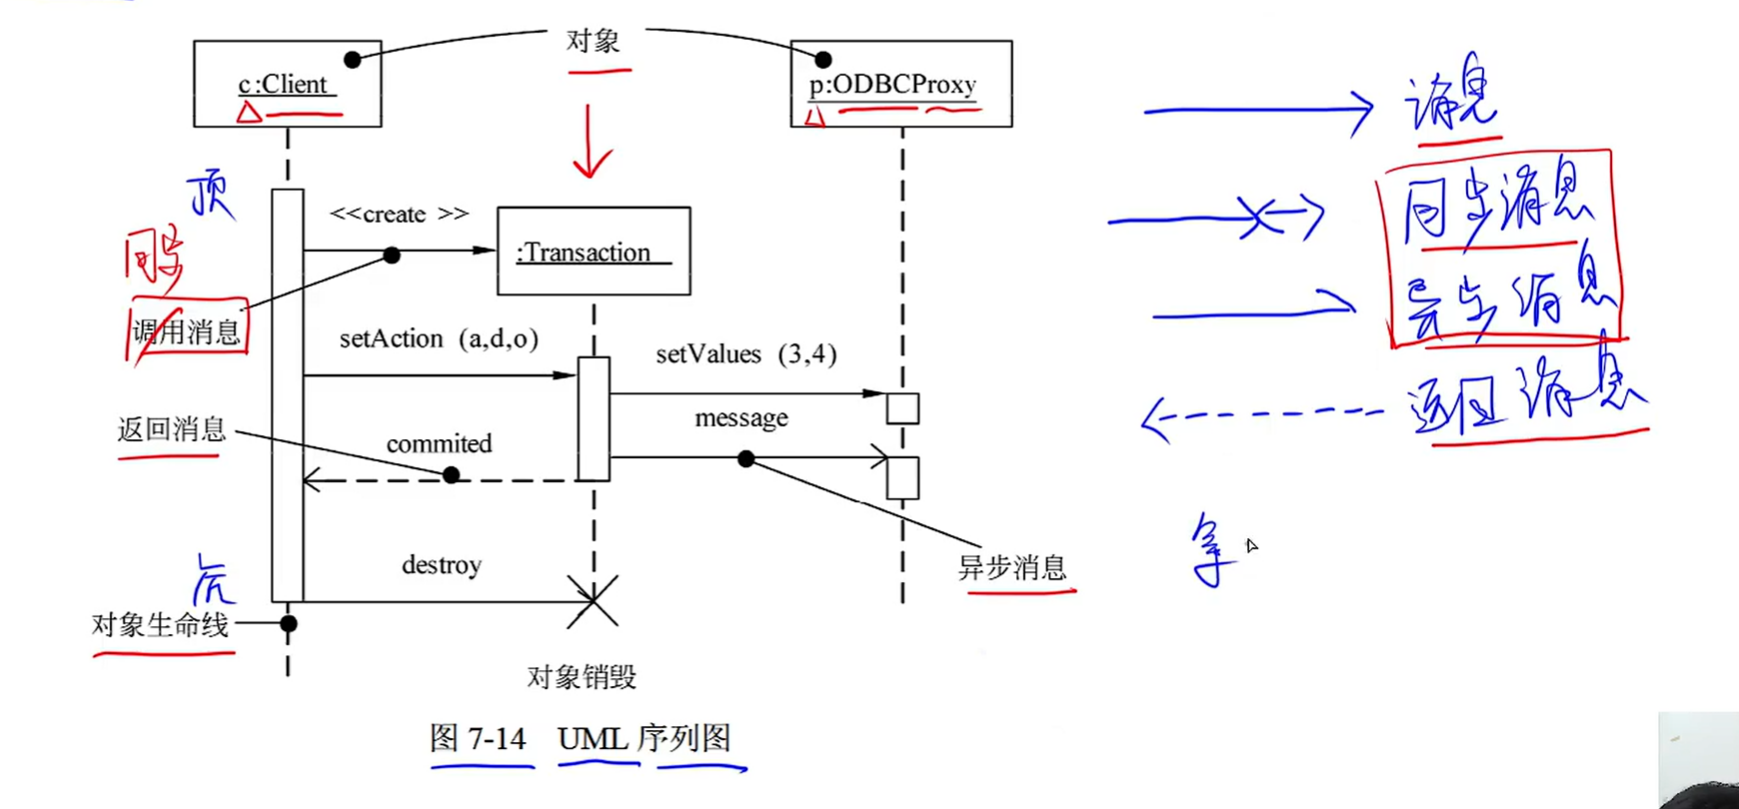 对象
c:Client
p:ODBCProxy
消息
顶
<<create >>
同步消息
同步
:Transaction
异步消息
调用消息
setAction (a,d,o)
setValues (3,4)
返回消息
message
返回消息
commited
异步消息
destroy
对象生命线
对象销毁
图 7-14 UML 序列图